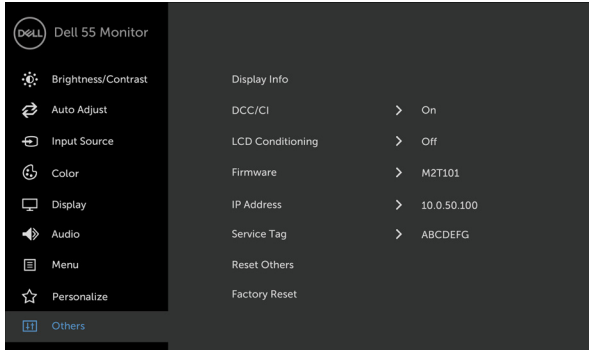 DELL Dell 55 Monitor
Brightness/Contrast
Auto Adjust
Input Source
Color
Display
Audio
Menu
Personalize
Others
Display Info
DCC/CI > On
LCD Conditioning > Off
Firmware > M2T101
IP Address > 10.0.50.100
Service Tag > ABCDEFG
Reset Others
Factory Reset